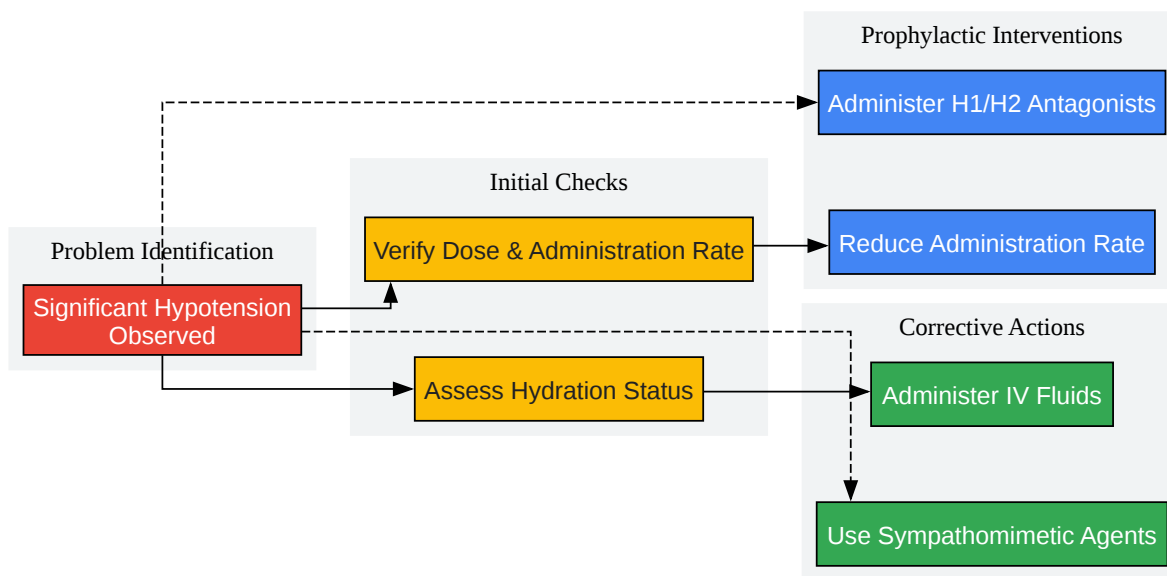 Prophylactic Interventions
Administer H1/H2 Antagonists
Initial Checks
Verify Dose & Administration Rate
Reduce Administration Rate
Problem Identification
Significant Hypotension
Observed
Corrective Actions
Assess Hydration Status
Administer IV Fluids
Use Sympathomimetic Agents